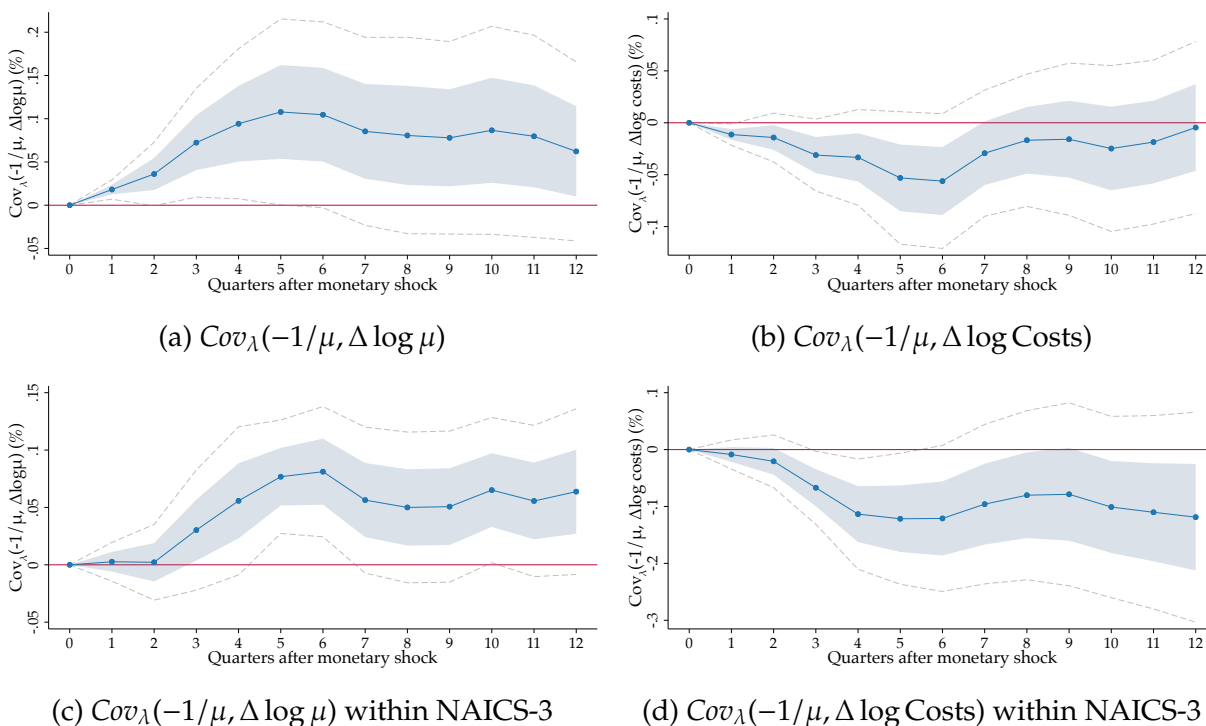 Cov_λ(-1/μ, Δlogμ) (%)
.2
.15
.1
.05
0
-.05
0 1 2 3 4 5 6 7 8 9 10 11 12
Quarters after monetary shock
(a) Cov_λ(−1/μ, Δ log μ)
Cov_λ(-1/μ, Δlog costs) (%)
.1
.05
0
-.05
-.1
0 1 2 3 4 5 6 7 8 9 10 11 12
Quarters after monetary shock
(b) Cov_λ(−1/μ, Δ log Costs)
Cov_λ(-1/μ, Δlogμ) (%)
.15
.1
.05
0
-.05
0 1 2 3 4 5 6 7 8 9 10 11 12
Quarters after monetary shock
(c) Cov_λ(−1/μ, Δ log μ) within NAICS-3
Cov_λ(-1/μ, Δlog costs) (%)
.1
0
-.1
-.2
-.3
0 1 2 3 4 5 6 7 8 9 10 11 12
Quarters after monetary shock
(d) Cov_λ(−1/μ, Δ log Costs) within NAICS-3